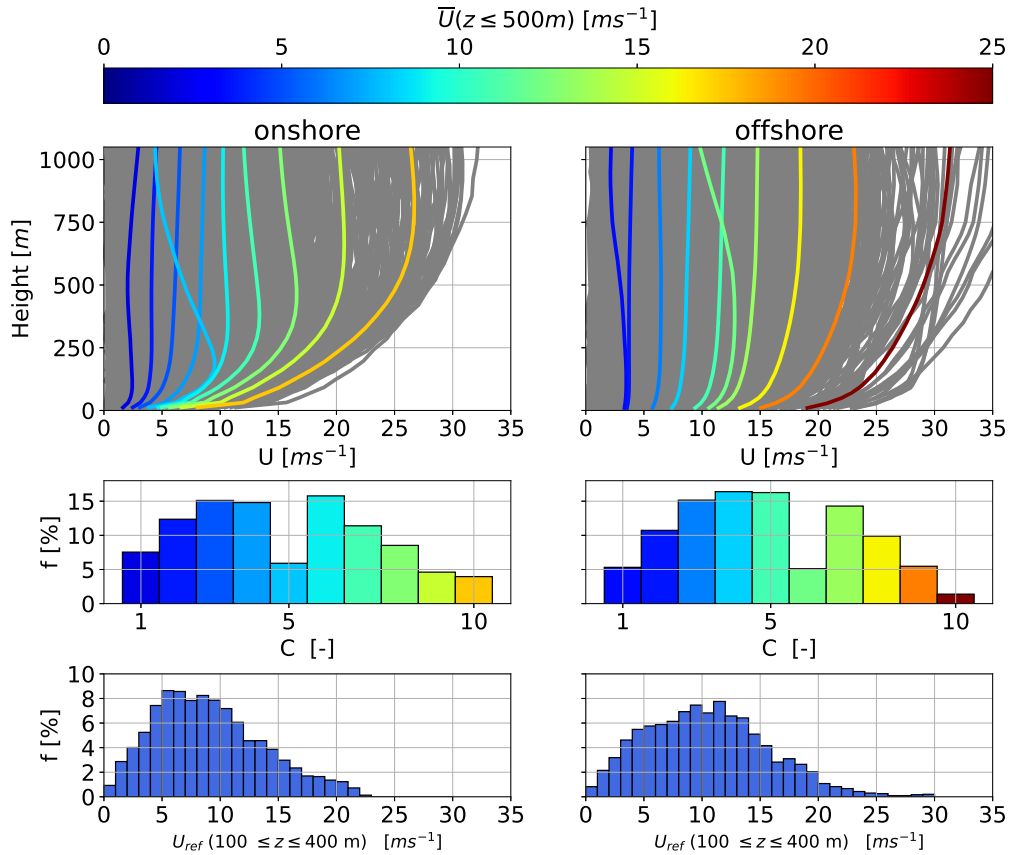 U̅(z ≤ 500m) [ms⁻¹]
0 5 10 15 20 25
onshore offshore
Height [m]
1000
750
500
250
0
0 5 10 15 20 25 30 35
U [ms⁻¹]
0 5 10 15 20 25 30 35
U [ms⁻¹]
f [%]
15
10
5
0
1 5 10
C [-]
1 5 10
C [-]
f [%]
10
8
6
4
2
0
0 5 10 15 20 25 30 35
U_ref (100 ≤ z ≤ 400 m) [ms⁻¹]
0 5 10 15 20 25 30 35
U_ref (100 ≤ z ≤ 400 m) [ms⁻¹]